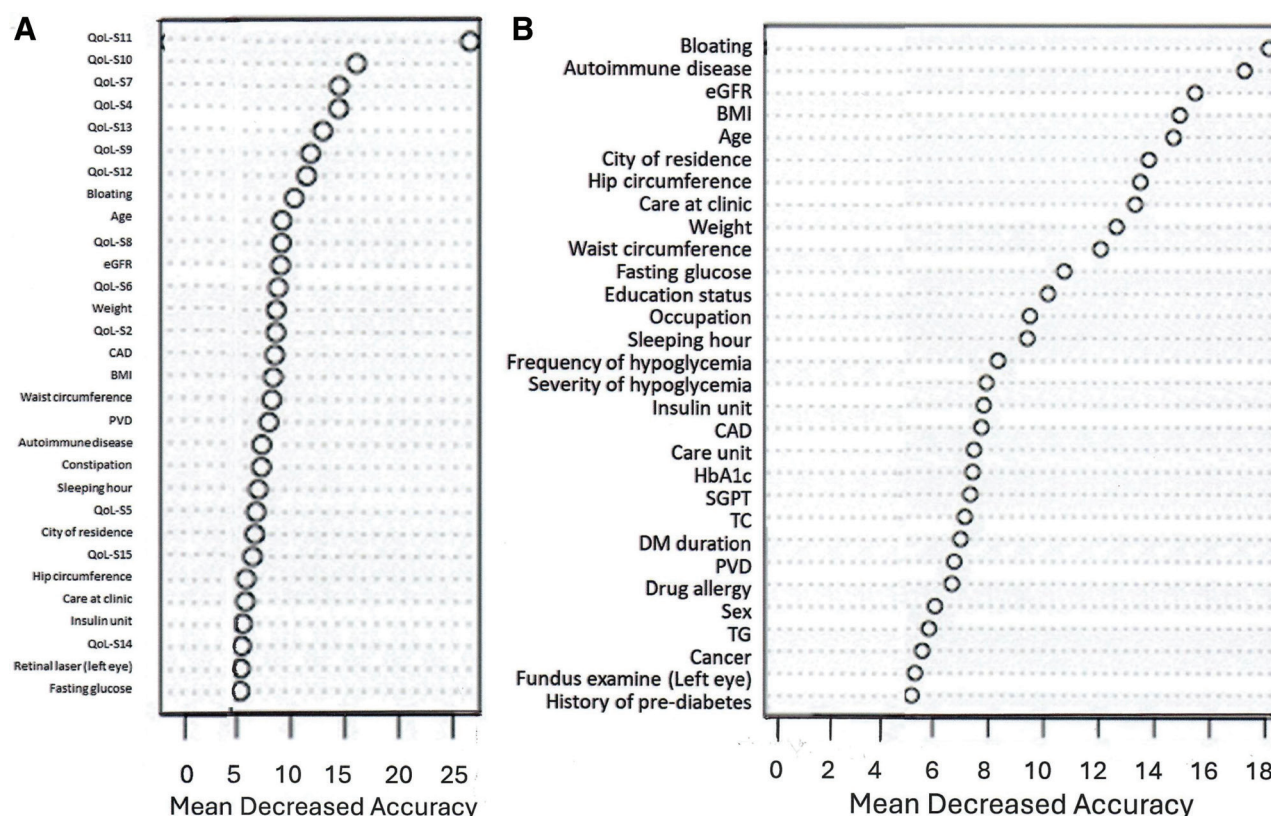 A
QoL-S11
QoL-S10
QoL-S7
QoL-S4
QoL-S13
QoL-S9
QoL-S12
Bloating
Age
QoL-S8
eGFR
QoL-S6
Weight
QoL-S2
CAD
BMI
Waist circumference
PVD
Autoimmune disease
Constipation
Sleeping hour
QoL-S5
City of residence
QoL-S15
Hip circumference
Care at clinic
Insulin unit
QoL-S14
Retinal laser (left eye)
Fasting glucose
0 5 10 15 20 25
Mean Decreased Accuracy
B
Bloating
Autoimmune disease
eGFR
BMI
Age
City of residence
Hip circumference
Care at clinic
Weight
Waist circumference
Fasting glucose
Education status
Occupation
Sleeping hour
Frequency of hypoglycemia
Severity of hypoglycemia
Insulin unit
CAD
Care unit
HbA1c
SGPT
TC
DM duration
PVD
Drug allergy
Sex
TG
Cancer
Fundus examine (Left eye)
History of pre-diabetes
0 2 4 6 8 10 12 14 16 18
Mean Decreased Accuracy